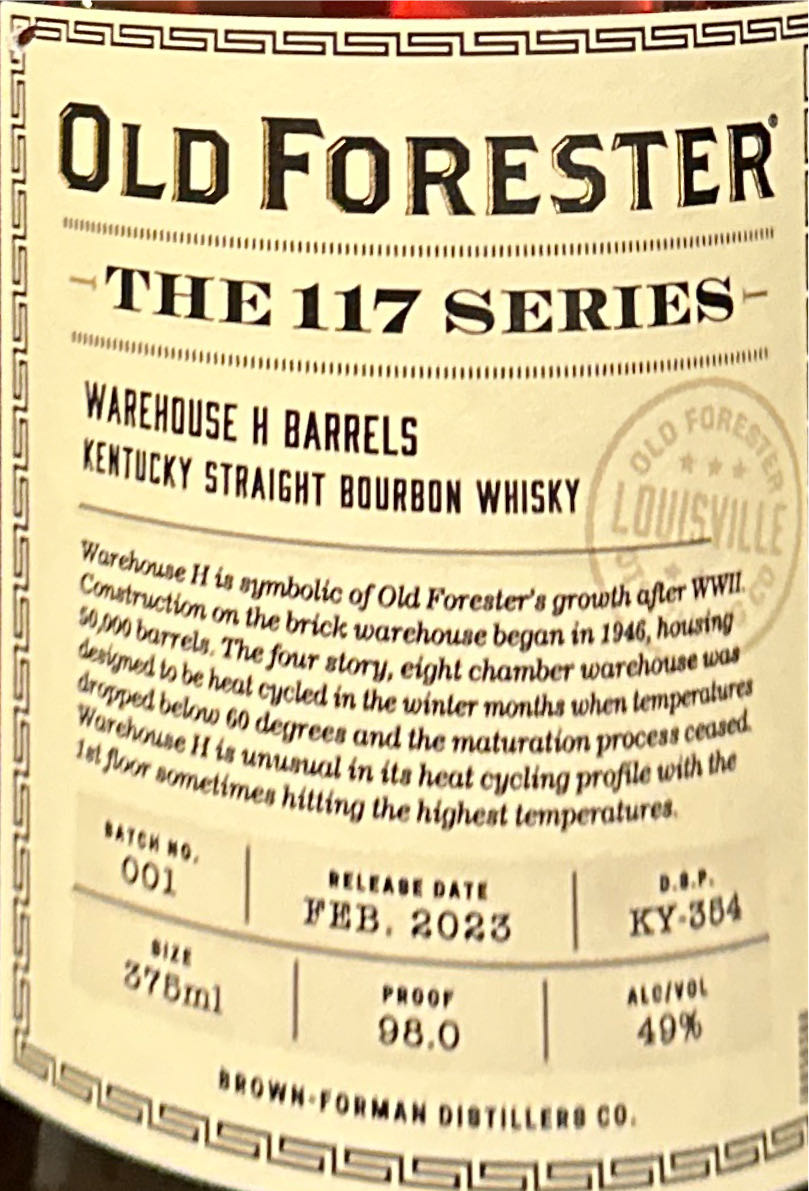 OLD FORESTER®
THE 117 SERIES
WAREHOUSE H BARRELS
KENTUCKY STRAIGHT BOURBON WHISKY
OLD FORESTER
LOUISVILLE
Warehouse H is symbolic of Old Forester's growth after WWII.
Construction on the brick warehouse began in 1946, housing
50,000 barrels. The four story, eight chamber warehouse was
designed to be heat cycled in the winter months when temperatures
dropped below 60 degrees and the maturation process ceased.
Warehouse H is unusual in its heat cycling profile with the
1st floor sometimes hitting the highest temperatures.
BATCH NO.
001
RELEASE DATE
FEB. 2023
D.S.P.
KY-354
SIZE
375ml
PROOF
98.0
ALC/VOL
49%
BROWN-FORMAN DISTILLERS CO.